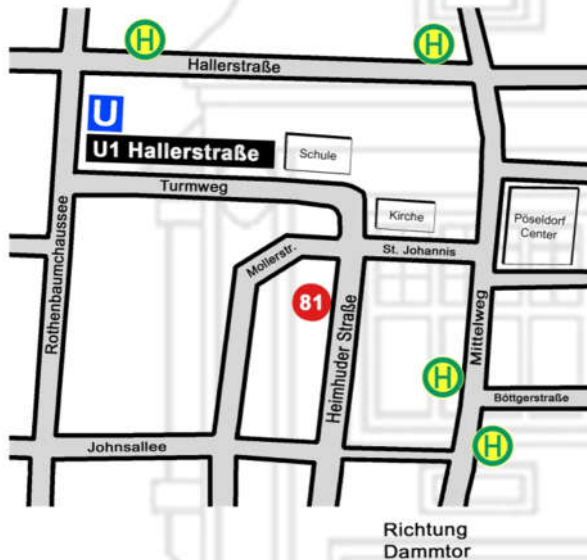 H
H
Hallerstraße
U
U1 Hallerstraße
Schule
Turmweg
Kirche
Pöseldorf
Center
Rothenbaumchaussee
Mollerstr.
St. Johannis
81
Heimhuder Straße
Mittelweg
H
Böttgerstraße
Johnsallee
H
Richtung
Dammtor